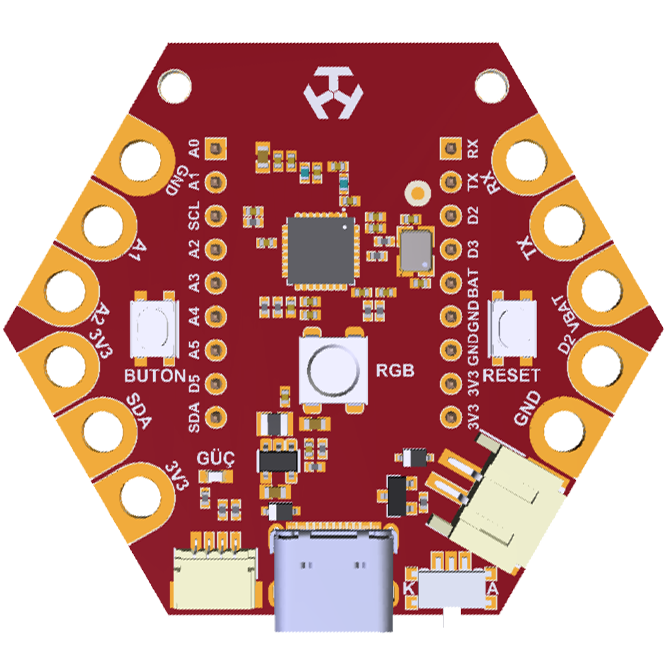 GND
A1
A2
3V3
SDA
3V3
A0
A1
SCL
A2
A3
A4
A5
D5
SDA
BUTON
GÜÇ
RGB
RX
TX
D2
D3
BAT
GND
GND
3V3
3V3
RESET
RX
TX
VBAT
D2
GND
K
A